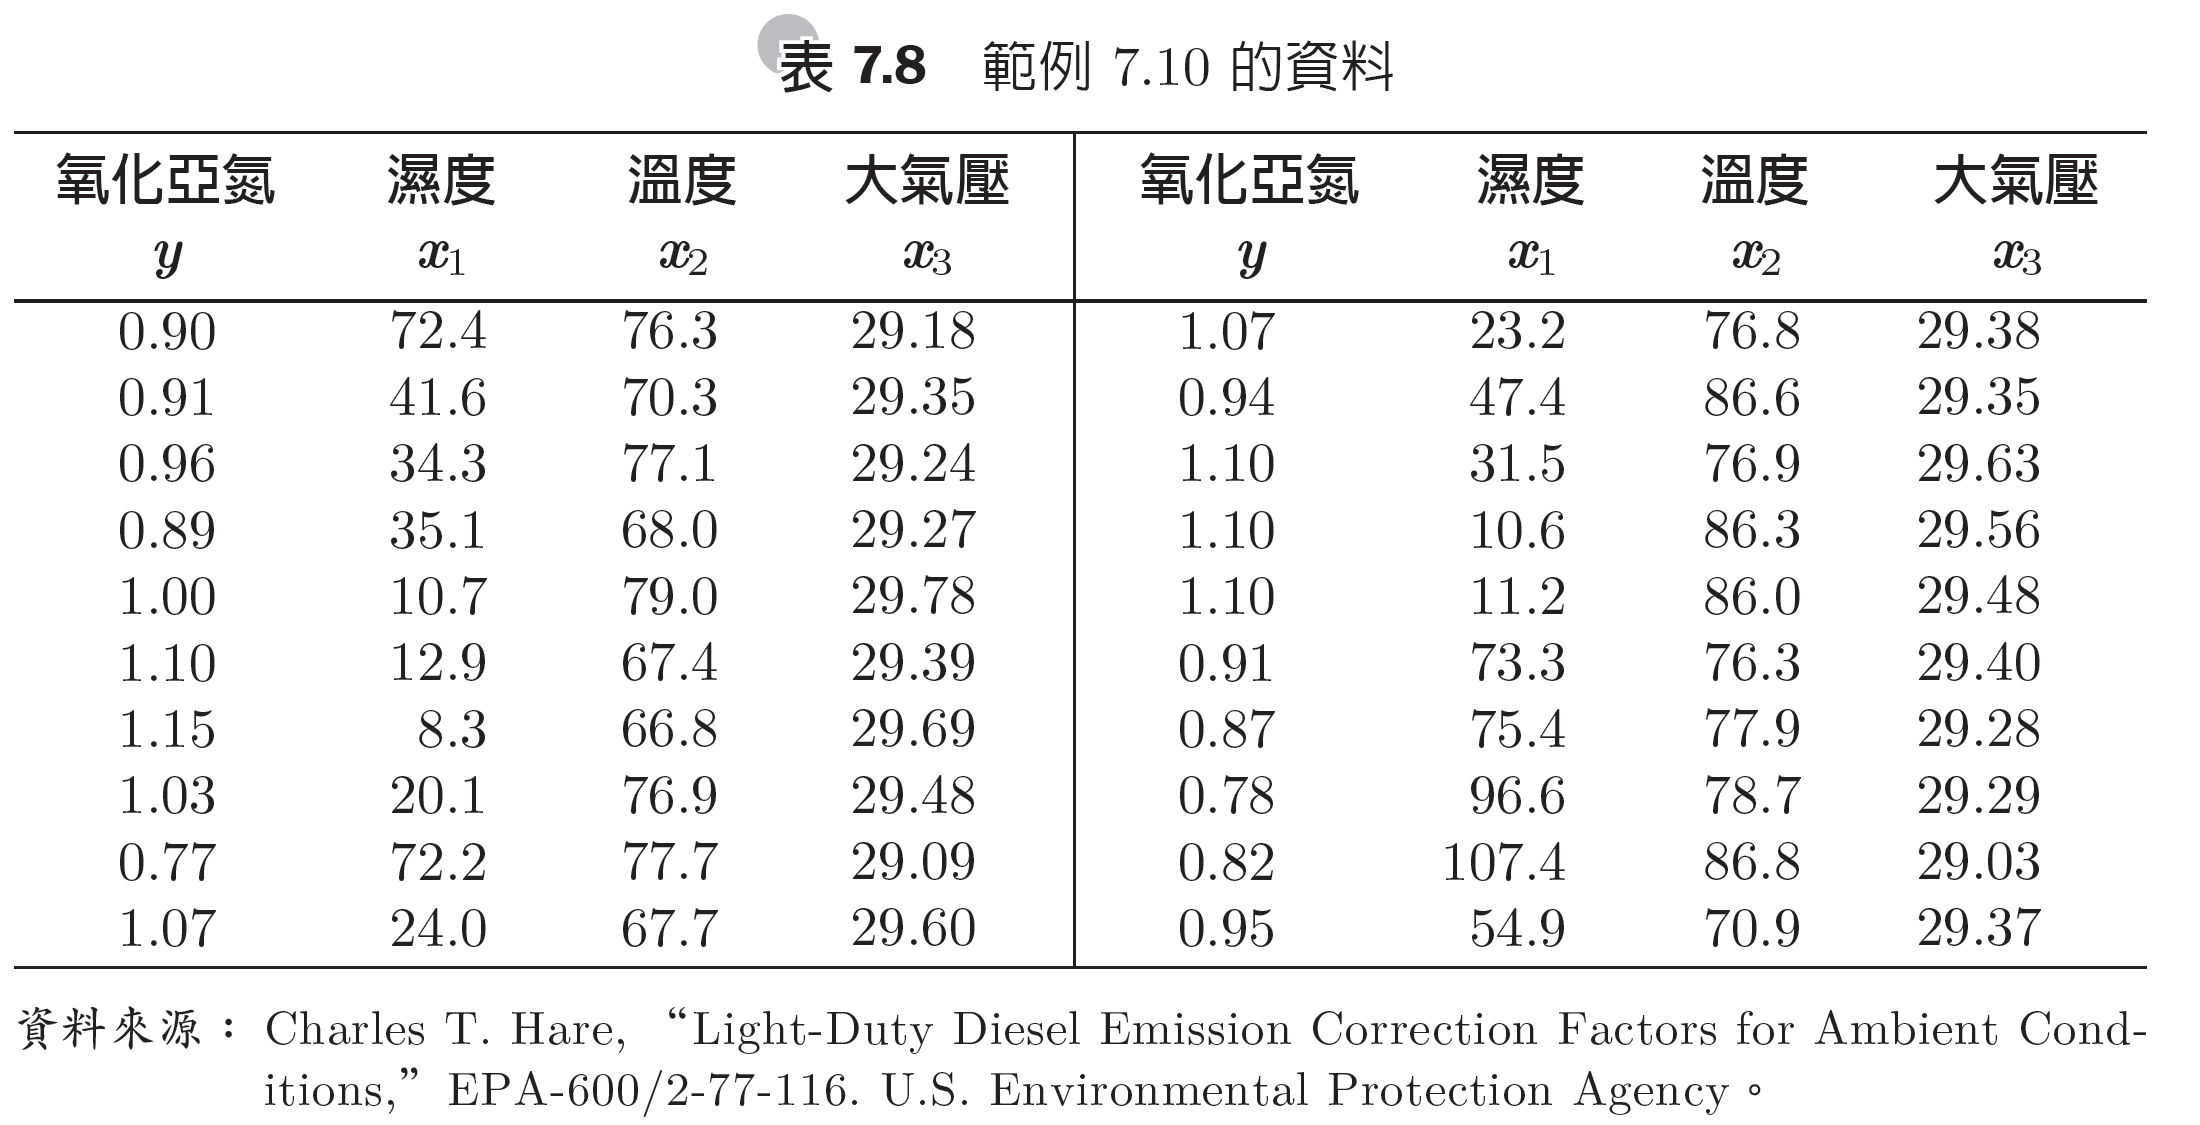 表 7.8 範例 7.10 的資料
氧化亞氮 濕度 溫度 大氣壓 氧化亞氮 濕度 溫度 大氣壓
y x1 x2 x3 y x1 x2 x3
0.90 72.4 76.3 29.18 1.07 23.2 76.8 29.38
0.91 41.6 70.3 29.35 0.94 47.4 86.6 29.35
0.96 34.3 77.1 29.24 1.10 31.5 76.9 29.63
0.89 35.1 68.0 29.27 1.10 10.6 86.3 29.56
1.00 10.7 79.0 29.78 1.10 11.2 86.0 29.48
1.10 12.9 67.4 29.39 0.91 73.3 76.3 29.40
1.15 8.3 66.8 29.69 0.87 75.4 77.9 29.28
1.03 20.1 76.9 29.48 0.78 96.6 78.7 29.29
0.77 72.2 77.7 29.09 0.82 107.4 86.8 29.03
1.07 24.0 67.7 29.60 0.95 54.9 70.9 29.37
資料來源：Charles T. Hare, “Light-Duty Diesel Emission Correction Factors for Ambient Cond-
itions,” EPA-600/2-77-116. U.S. Environmental Protection Agency。